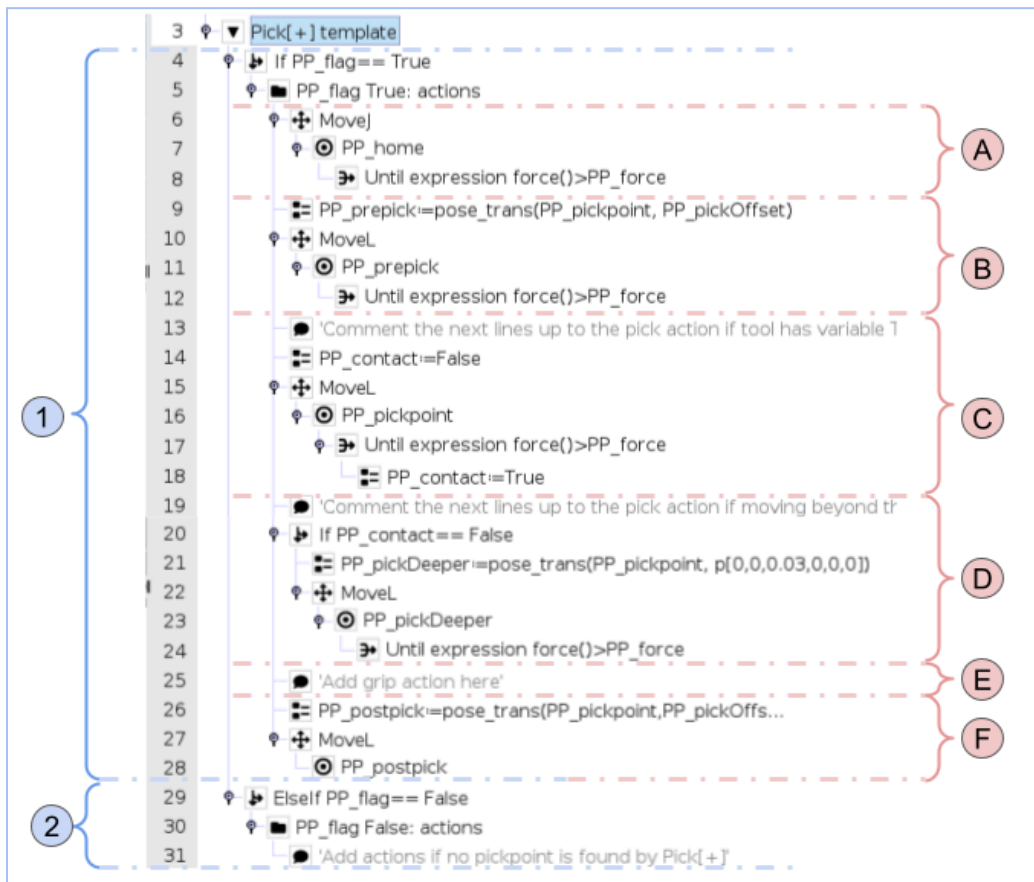 3 Pick[+] template
4 If PP_flag== True
5 PP_flag True: actions
6 MoveJ
7 PP_home
8 Until expression force()>PP_force
9 PP_prepick:=pose_trans(PP_pickpoint, PP_pickOffset)
10 MoveL
11 PP_prepick
12 Until expression force()>PP_force
13 'Comment the next lines up to the pick action if tool has variable T
14 PP_contact:=False
15 MoveL
16 PP_pickpoint
17 Until expression force()>PP_force
18 PP_contact:=True
19 'Comment the next lines up to the pick action if moving beyond th
20 If PP_contact== False
21 PP_pickDeeper:=pose_trans(PP_pickpoint, p[0,0,0.03,0,0,0])
22 MoveL
23 PP_pickDeeper
24 Until expression force()>PP_force
25 'Add grip action here'
26 PP_postpick:=pose_trans(PP_pickpoint,PP_pickOffs...
27 MoveL
28 PP_postpick
29 ElseIf PP_flag== False
30 PP_flag False: actions
31 'Add actions if no pickpoint is found by Pick[+]'
1
2
A
B
C
D
E
F